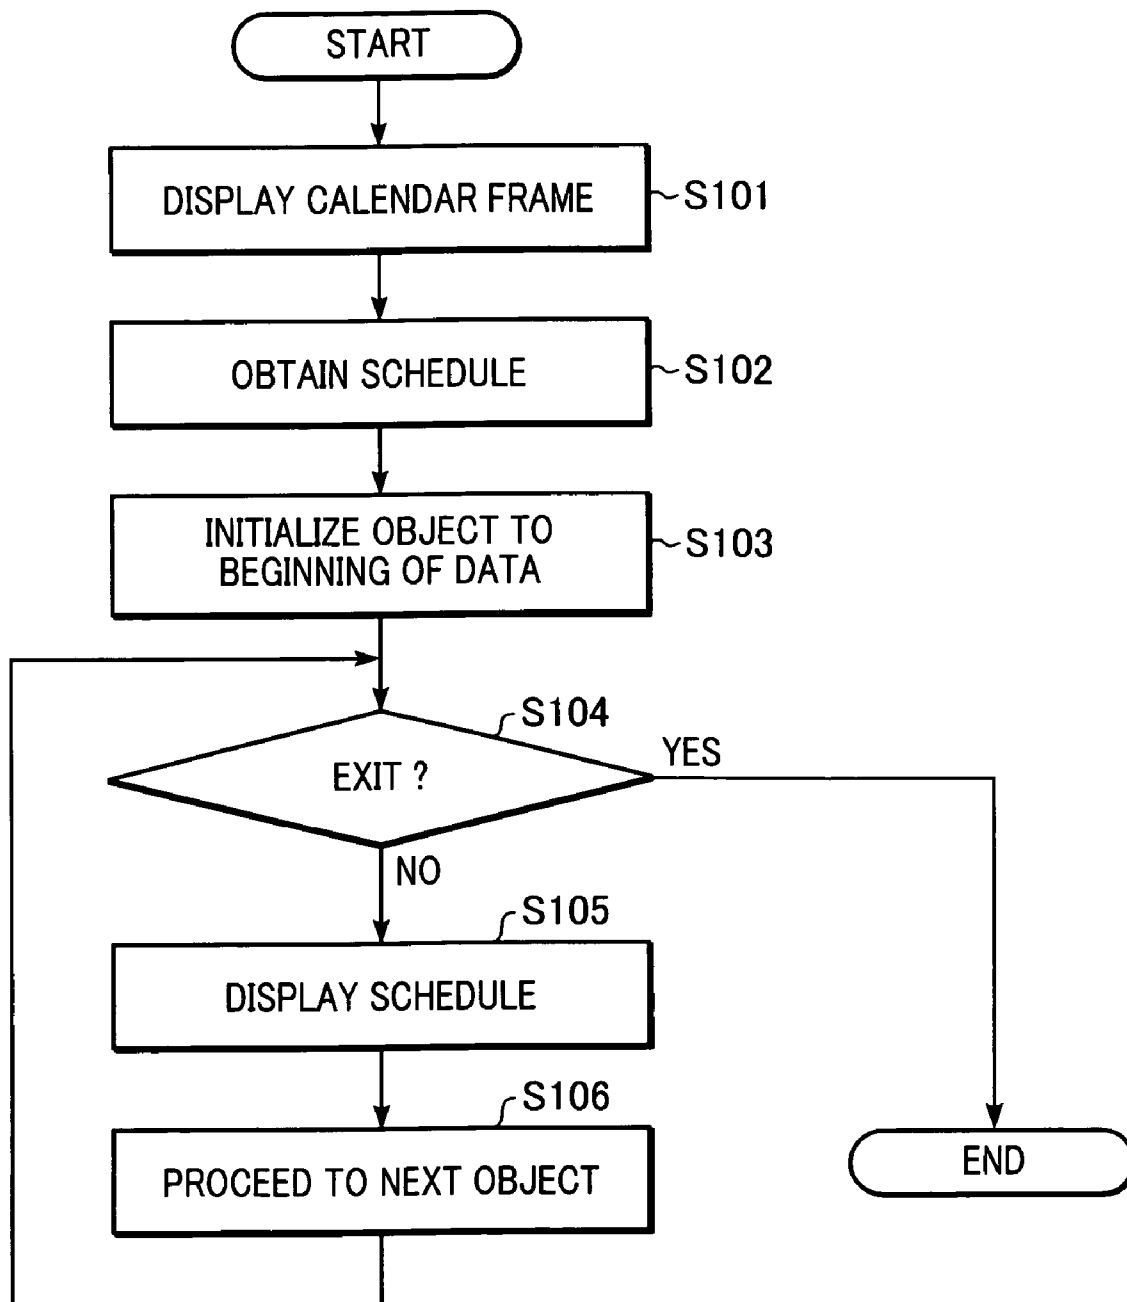 START
DISPLAY CALENDAR FRAME
S101
OBTAIN SCHEDULE
S102
INITIALIZE OBJECT TO
BEGINNING OF DATA
S103
S104
EXIT ?
YES
NO
S105
DISPLAY SCHEDULE
S106
PROCEED TO NEXT OBJECT
END